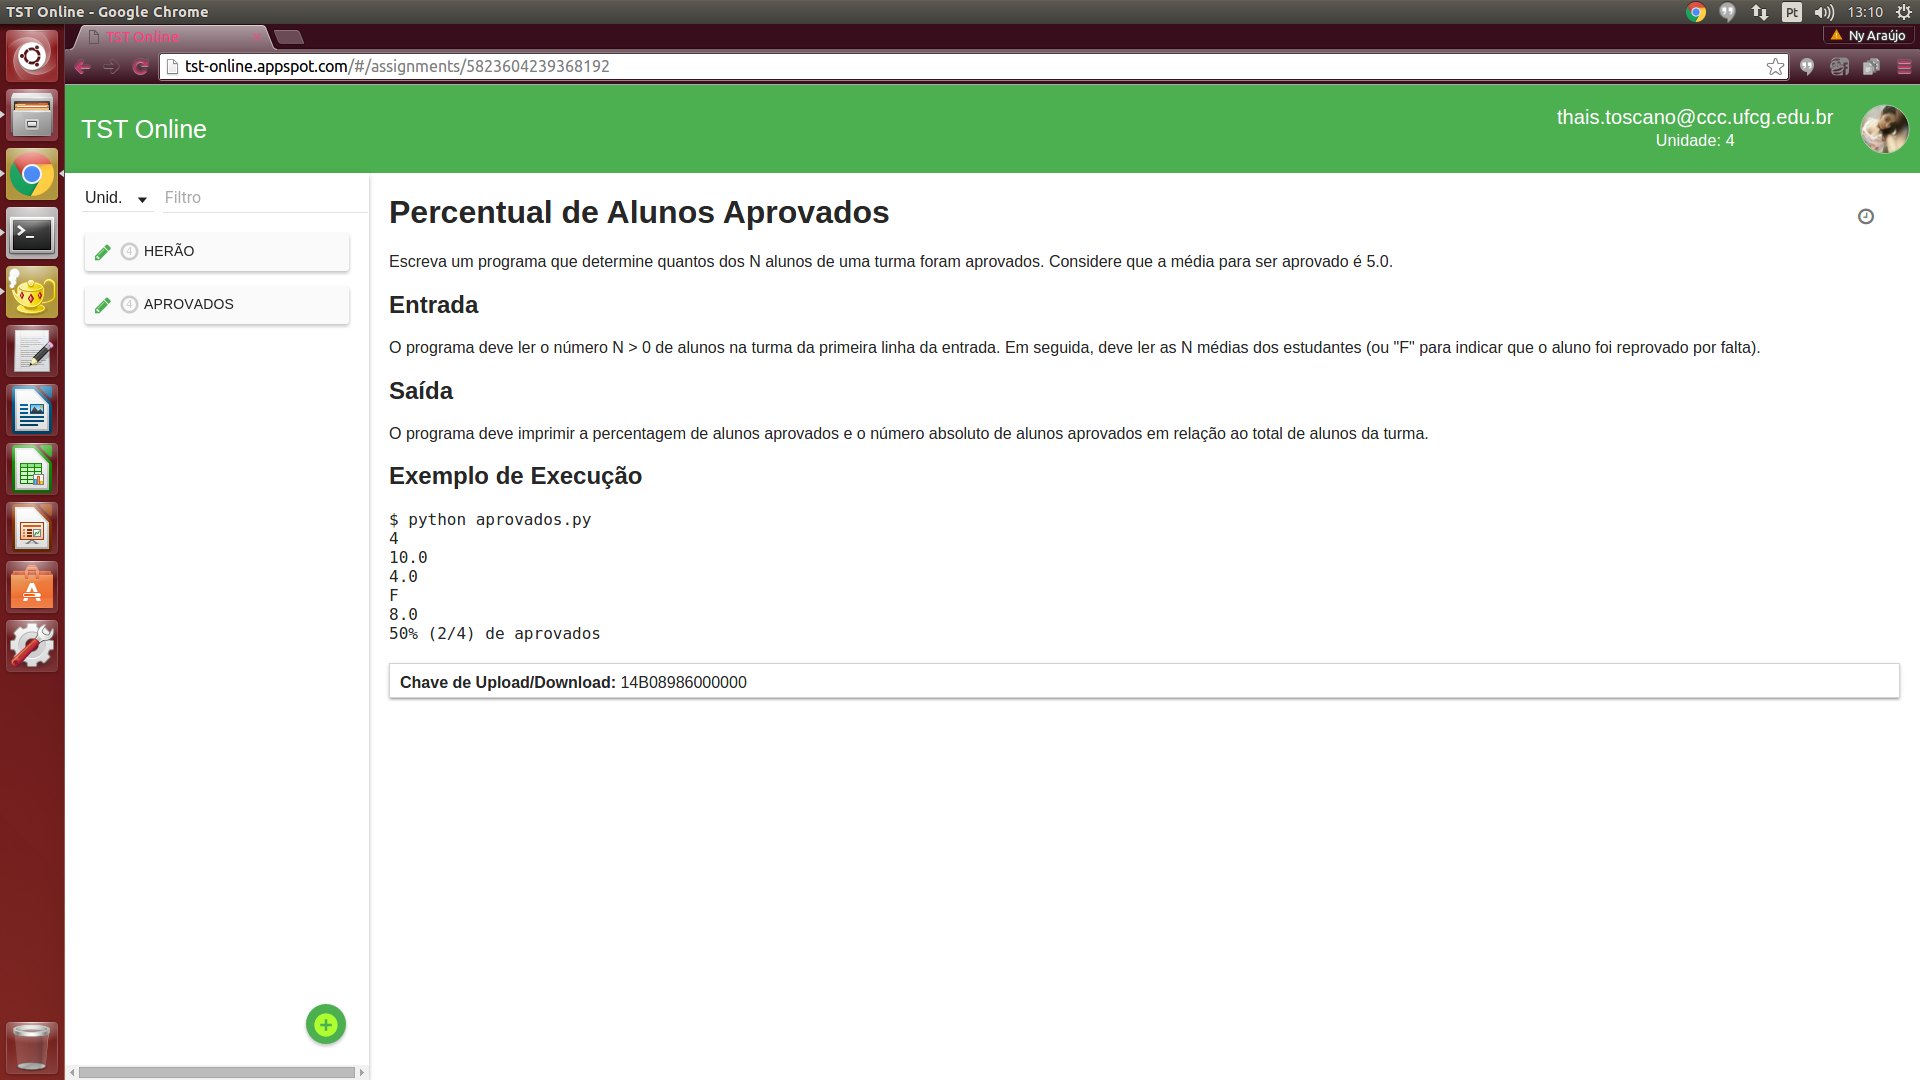 TST Online - Google Chrome
Pt
13:10
TST Online
Ny Araújo
tst-online.appspot.com/#/assignments/5823604239368192
TST Online
thais.toscano@ccc.ufcg.edu.br
Unidade: 4
Unid.
Filtro
4 HERÃO
4 APROVADOS
Percentual de Alunos Aprovados
Escreva um programa que determine quantos dos N alunos de uma turma foram aprovados. Considere que a média para ser aprovado é 5.0.
Entrada
O programa deve ler o número N > 0 de alunos na turma da primeira linha da entrada. Em seguida, deve ler as N médias dos estudantes (ou "F" para indicar que o aluno foi reprovado por falta).
Saída
O programa deve imprimir a percentagem de alunos aprovados e o número absoluto de alunos aprovados em relação ao total de alunos da turma.
Exemplo de Execução
$ python aprovados.py
4
10.0
4.0
F
8.0
50% (2/4) de aprovados
Chave de Upload/Download: 14B08986000000